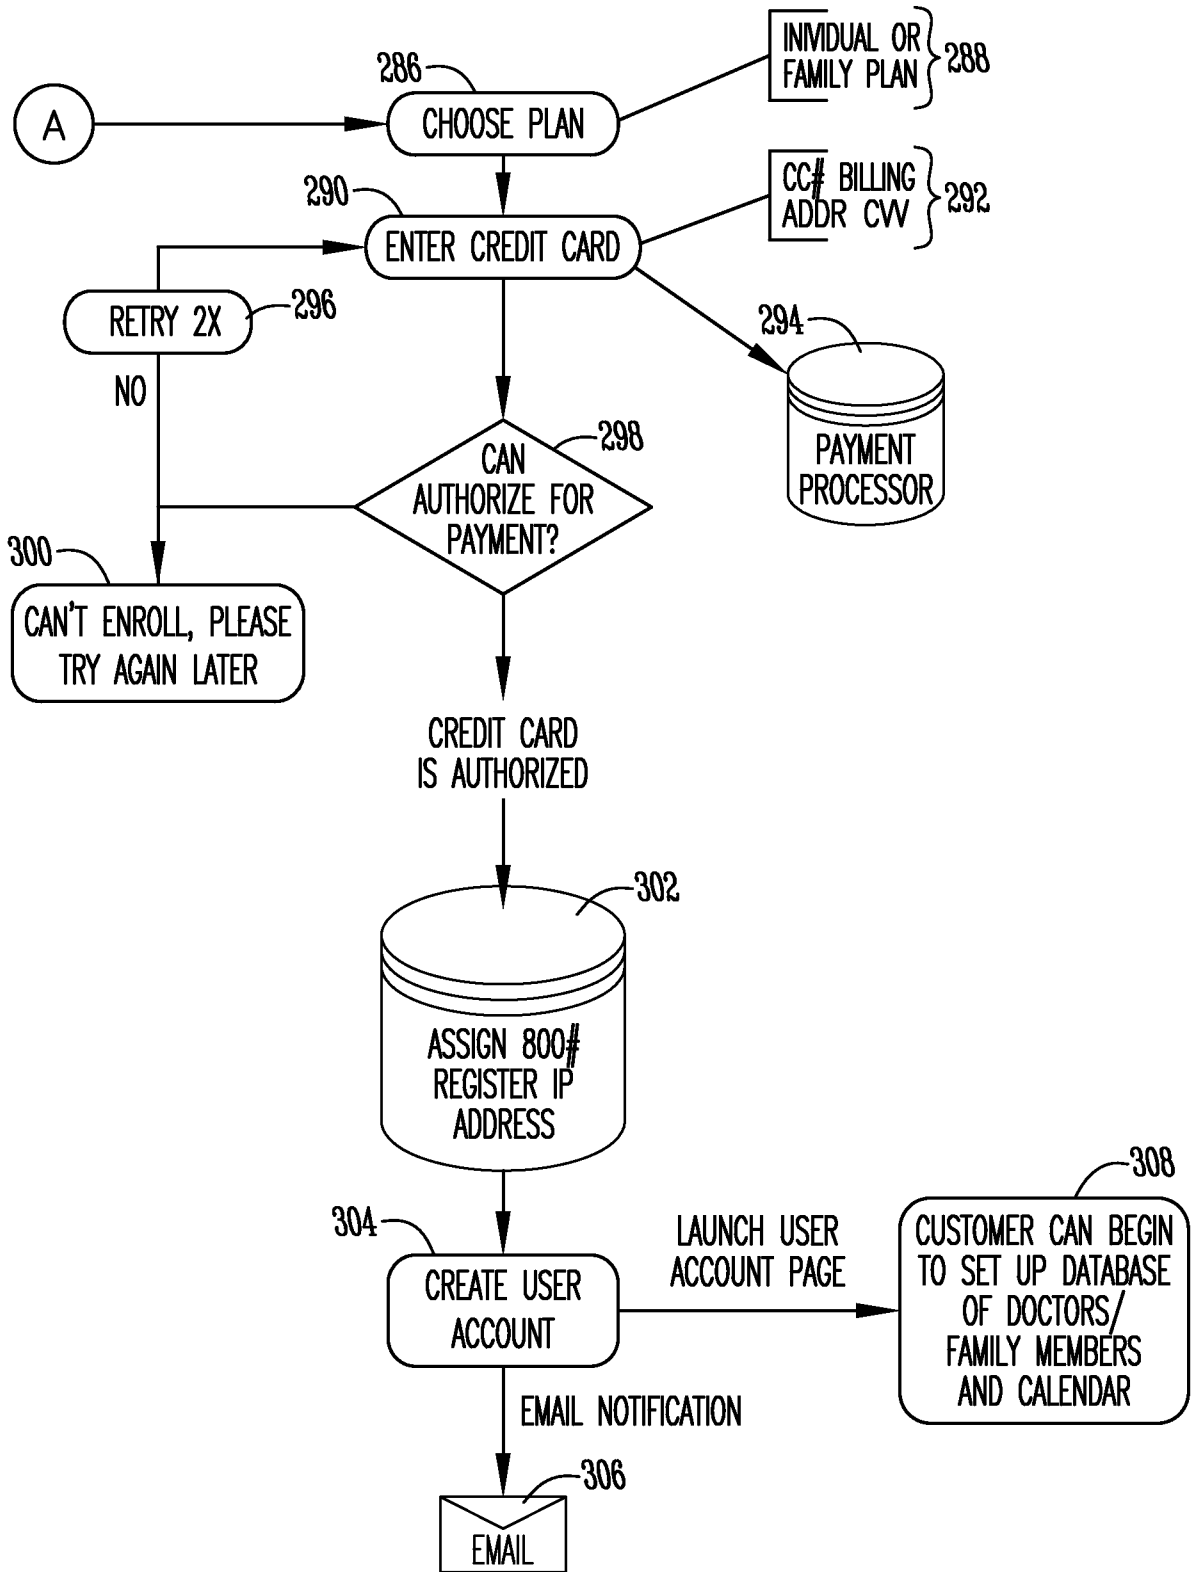 INIVIDUAL OR
FAMILY PLAN
288
286
A
CHOOSE PLAN
CC# BILLING
ADDR CVV
292
290
ENTER CREDIT CARD
RETRY 2X
296
294
NO
PAYMENT
PROCESSOR
298
CAN
AUTHORIZE FOR
PAYMENT?
300
CAN'T ENROLL, PLEASE
TRY AGAIN LATER
CREDIT CARD
IS AUTHORIZED
302
ASSIGN 800#
REGISTER IP
ADDRESS
304
CREATE USER
ACCOUNT
LAUNCH USER
ACCOUNT PAGE
308
CUSTOMER CAN BEGIN
TO SET UP DATABASE
OF DOCTORS/
FAMILY MEMBERS
AND CALENDAR
EMAIL NOTIFICATION
306
EMAIL